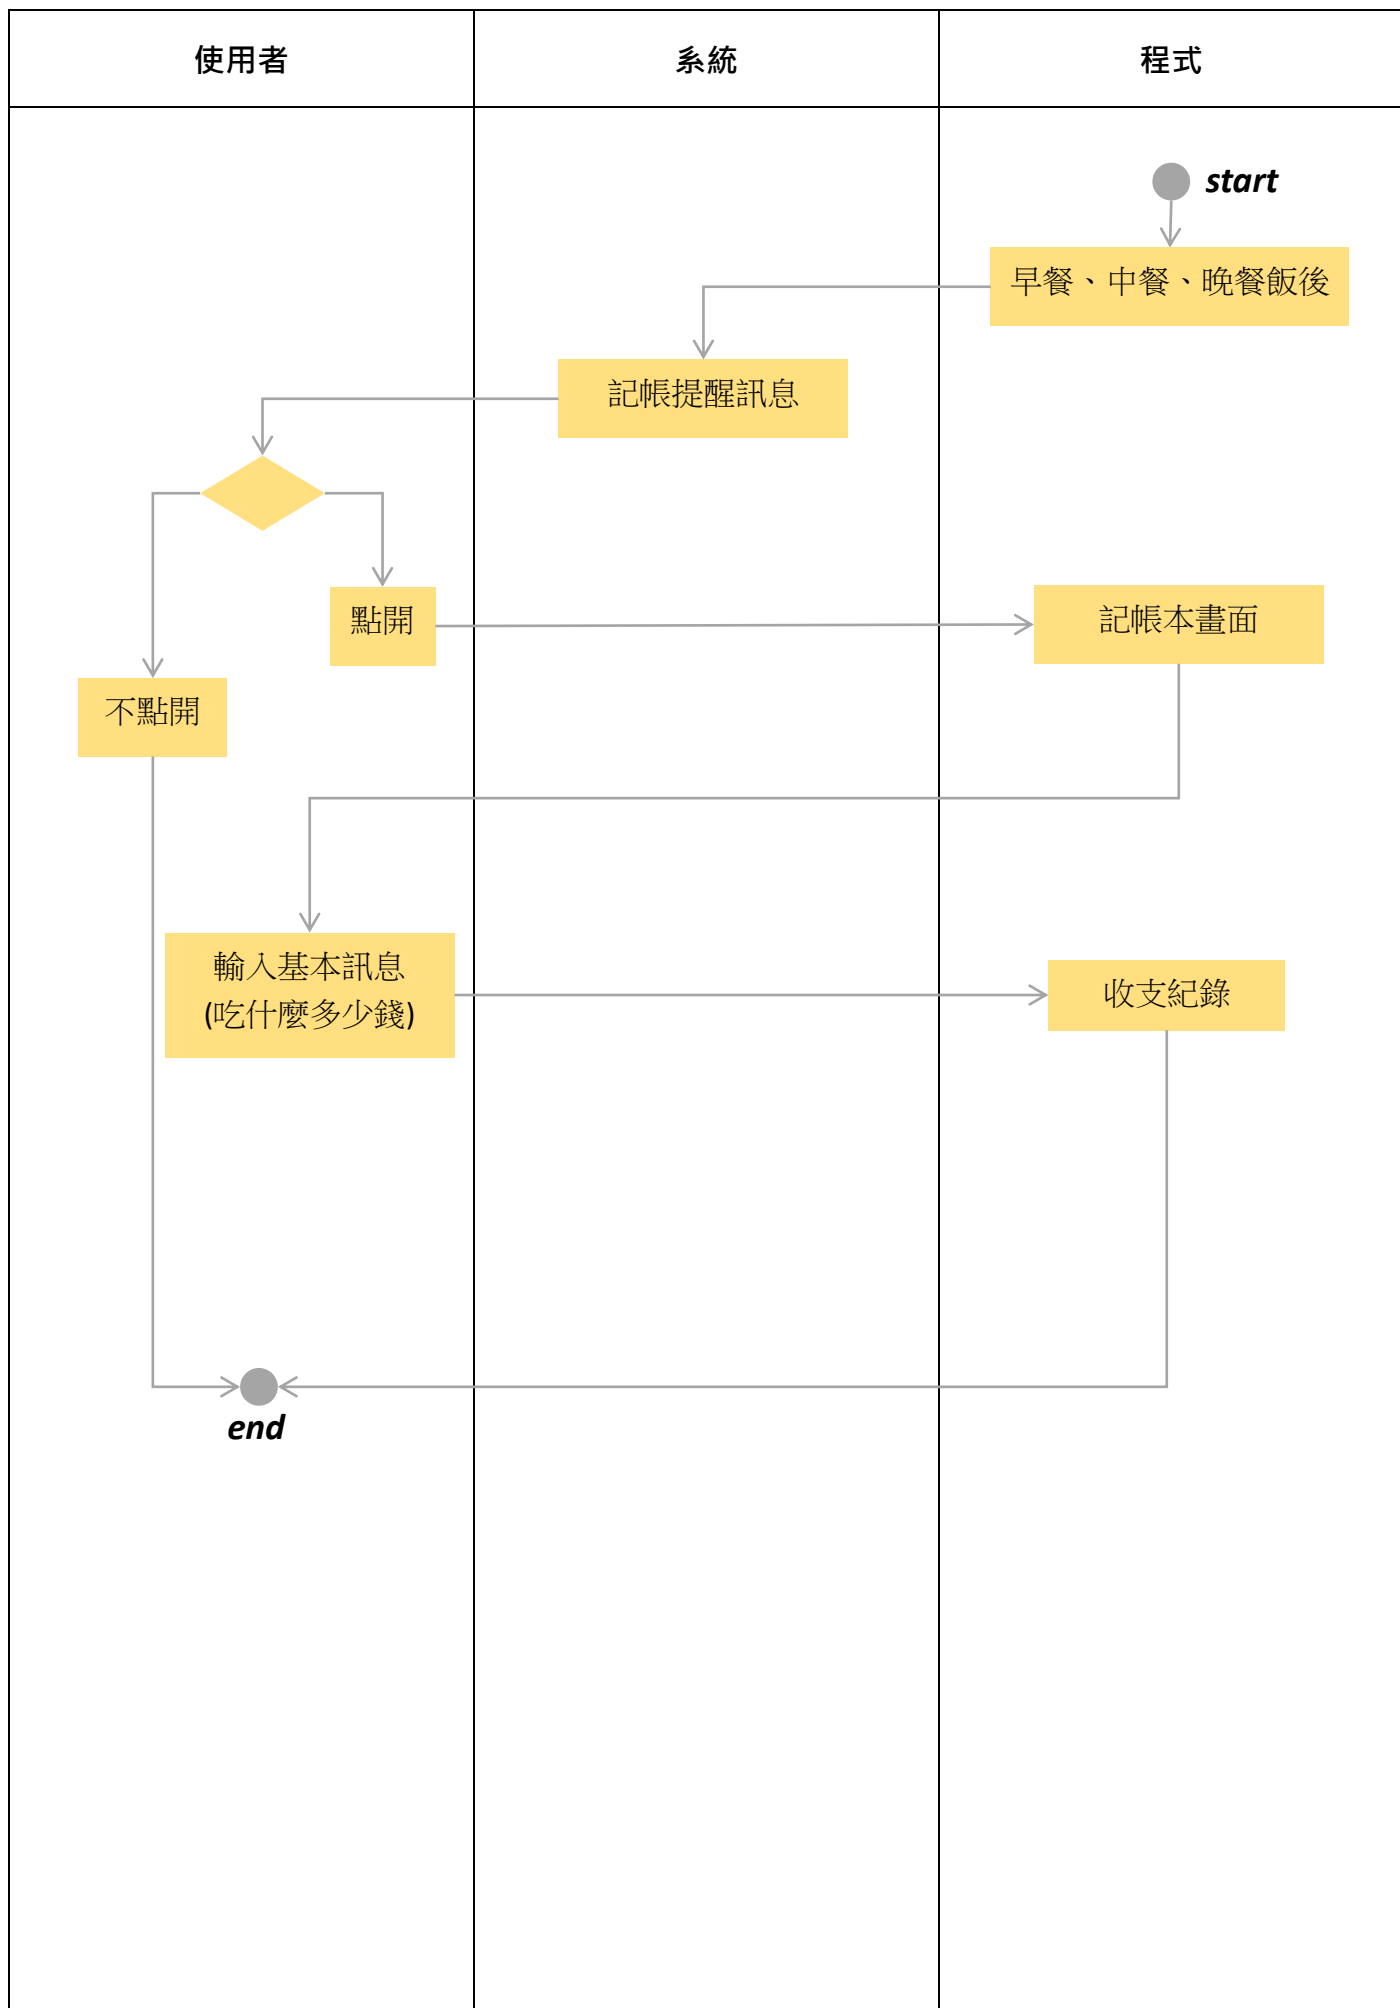 使用者
系統
程式
start
早餐、中餐、晚餐飯後
記帳提醒訊息
點開
記帳本畫面
不點開
輸入基本訊息
(吃什麼多少錢)
收支紀錄
end